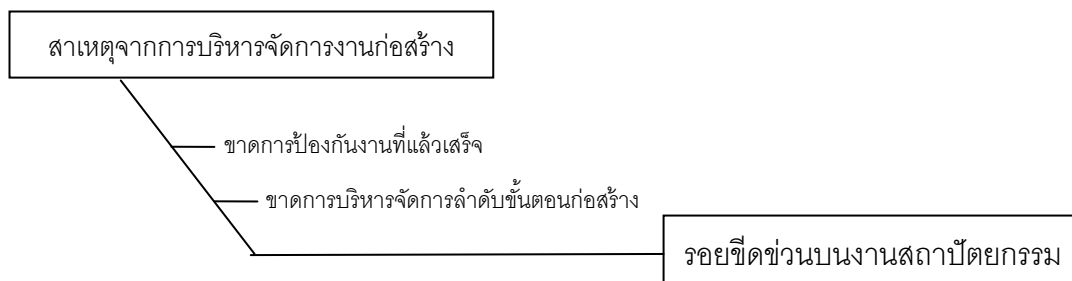 สาเหตุจากการบริหารจัดการงานก่อสร้าง
ขาดการป้องกันงานที่แล้วเสร็จ
ขาดการบริหารจัดการลำดับขั้นตอนก่อสร้าง
รอยขีดข่วนบนงานสถาปัตยกรรม